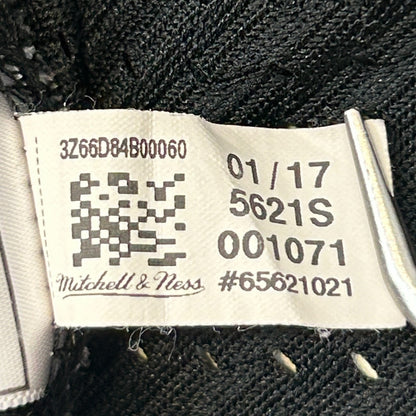 3Z66D84B00060
01/17
5621S
001071
Mitchell & Ness
#65621021